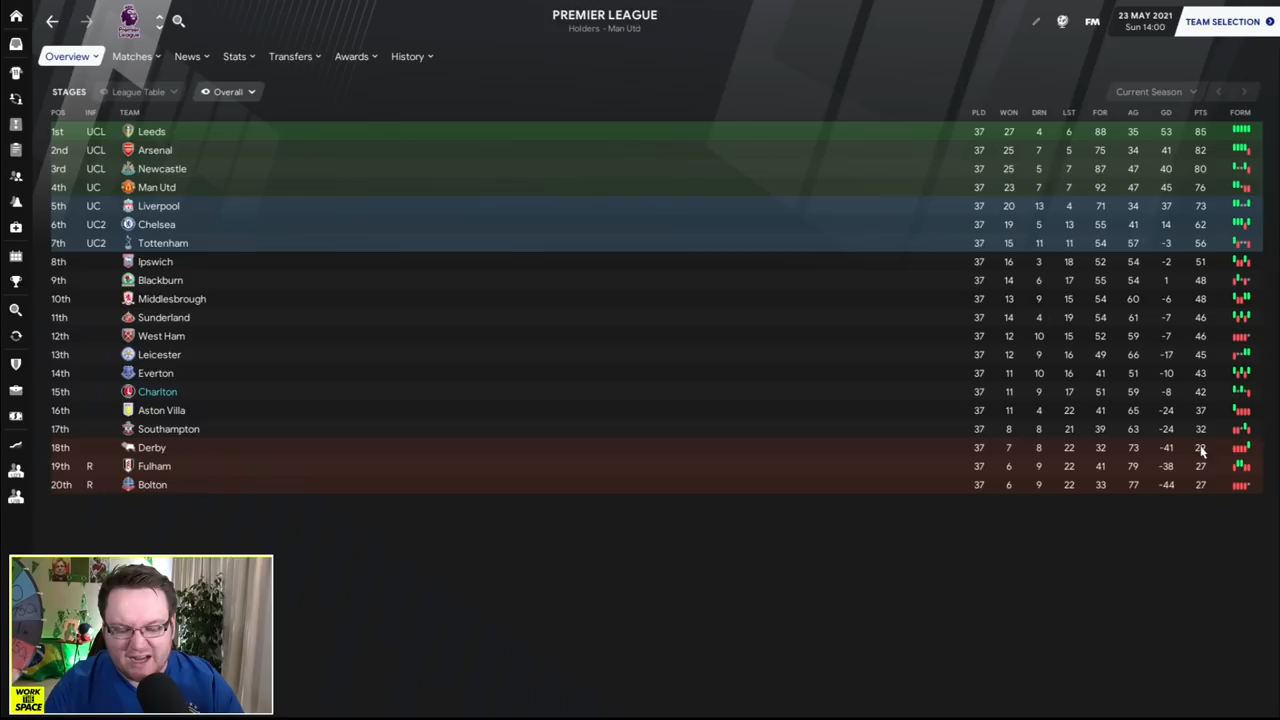 PREMIER LEAGUE
Holders - Man Utd
FM
23 MAY 2021
Sun 14:00
TEAM SELECTION
Overview Matches News Stats Transfers Awards History
STAGES League Table Overall Current Season
POS INF TEAM PLD WON DRN LST FOR AG GD PTS FORM
1st UCL Leeds 37 27 4 6 88 35 53 85
2nd UCL Arsenal 37 25 7 5 75 34 41 82
3rd UCL Newcastle 37 25 5 7 87 47 40 80
4th UC Man Utd 37 23 7 7 92 47 45 76
5th UC Liverpool 37 20 13 4 71 34 37 73
6th UC2 Chelsea 37 19 5 13 55 41 14 62
7th UC2 Tottenham 37 15 11 11 54 57 -3 56
8th Ipswich 37 16 3 18 52 54 -2 51
9th Blackburn 37 14 6 17 55 54 1 48
10th Middlesbrough 37 13 9 15 54 60 -6 48
11th Sunderland 37 14 4 19 54 61 -7 46
12th West Ham 37 12 10 15 52 59 -7 46
13th Leicester 37 12 9 16 49 66 -17 45
14th Everton 37 11 10 16 41 51 -10 43
15th Charlton 37 11 9 17 51 59 -8 42
16th Aston Villa 37 11 4 22 41 65 -24 37
17th Southampton 37 8 8 21 39 63 -24 32
18th Derby 37 7 8 22 32 73 -41 29
19th R Fulham 37 6 9 22 41 79 -38 27
20th R Bolton 37 6 9 22 33 77 -44 27
WORK
THE
SPACE